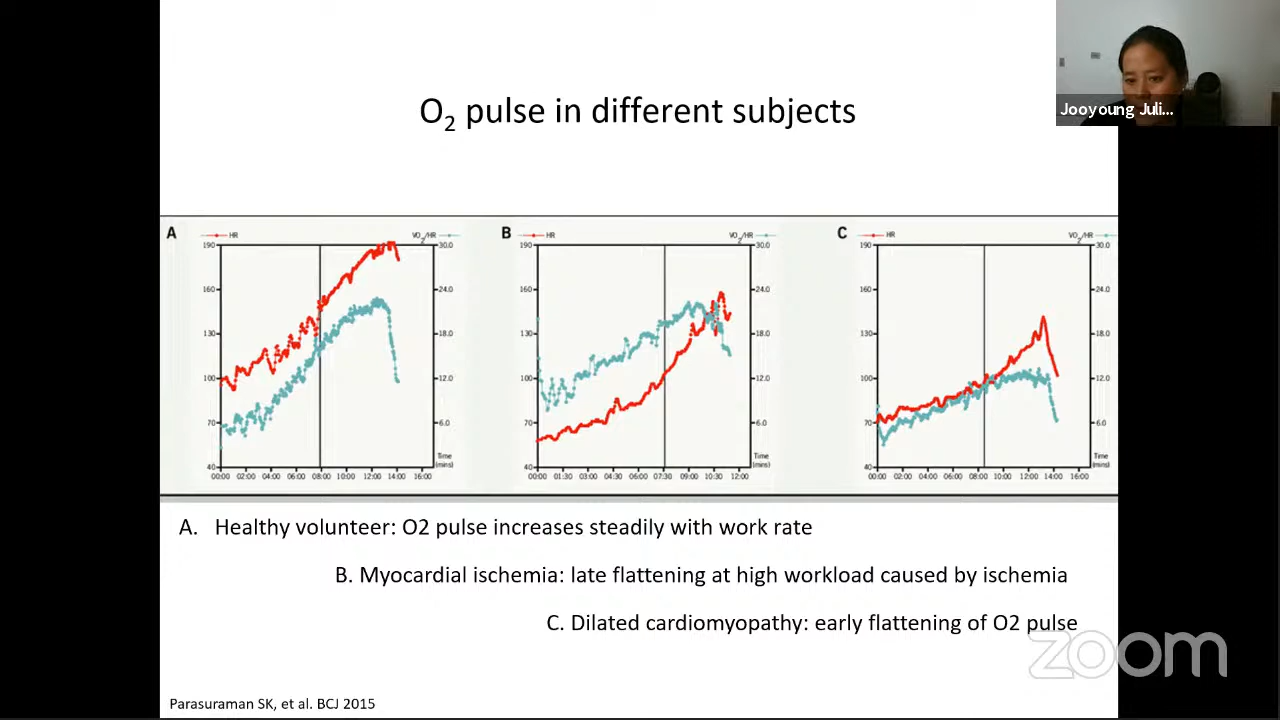 Jooyoung Juli...
O2 pulse in different subjects
A
HR
VO2/HR
190
160
130
100
70
40
30.0
24.0
18.0
12.0
6.0
Time
(mins)
00:00 02:00 04:00 06:00 08:00 10:00 12:00 14:00 16:00
B
HR
VO2/HR
190
160
130
100
70
40
30.0
24.0
18.0
12.0
6.0
Time
(mins)
00:00 01:30 03:00 04:30 06:00 07:30 09:00 10:30 12:00
C
HR
VO2/HR
190
160
130
100
70
40
30.0
24.0
18.0
12.0
6.0
Time
(mins)
00:00 02:00 04:00 06:00 08:00 10:00 12:00 14:00 16:00
A. Healthy volunteer: O2 pulse increases steadily with work rate
B. Myocardial ischemia: late flattening at high workload caused by ischemia
C. Dilated cardiomyopathy: early flattening of O2 pulse
zoom
Parasuraman SK, et al. BCJ 2015